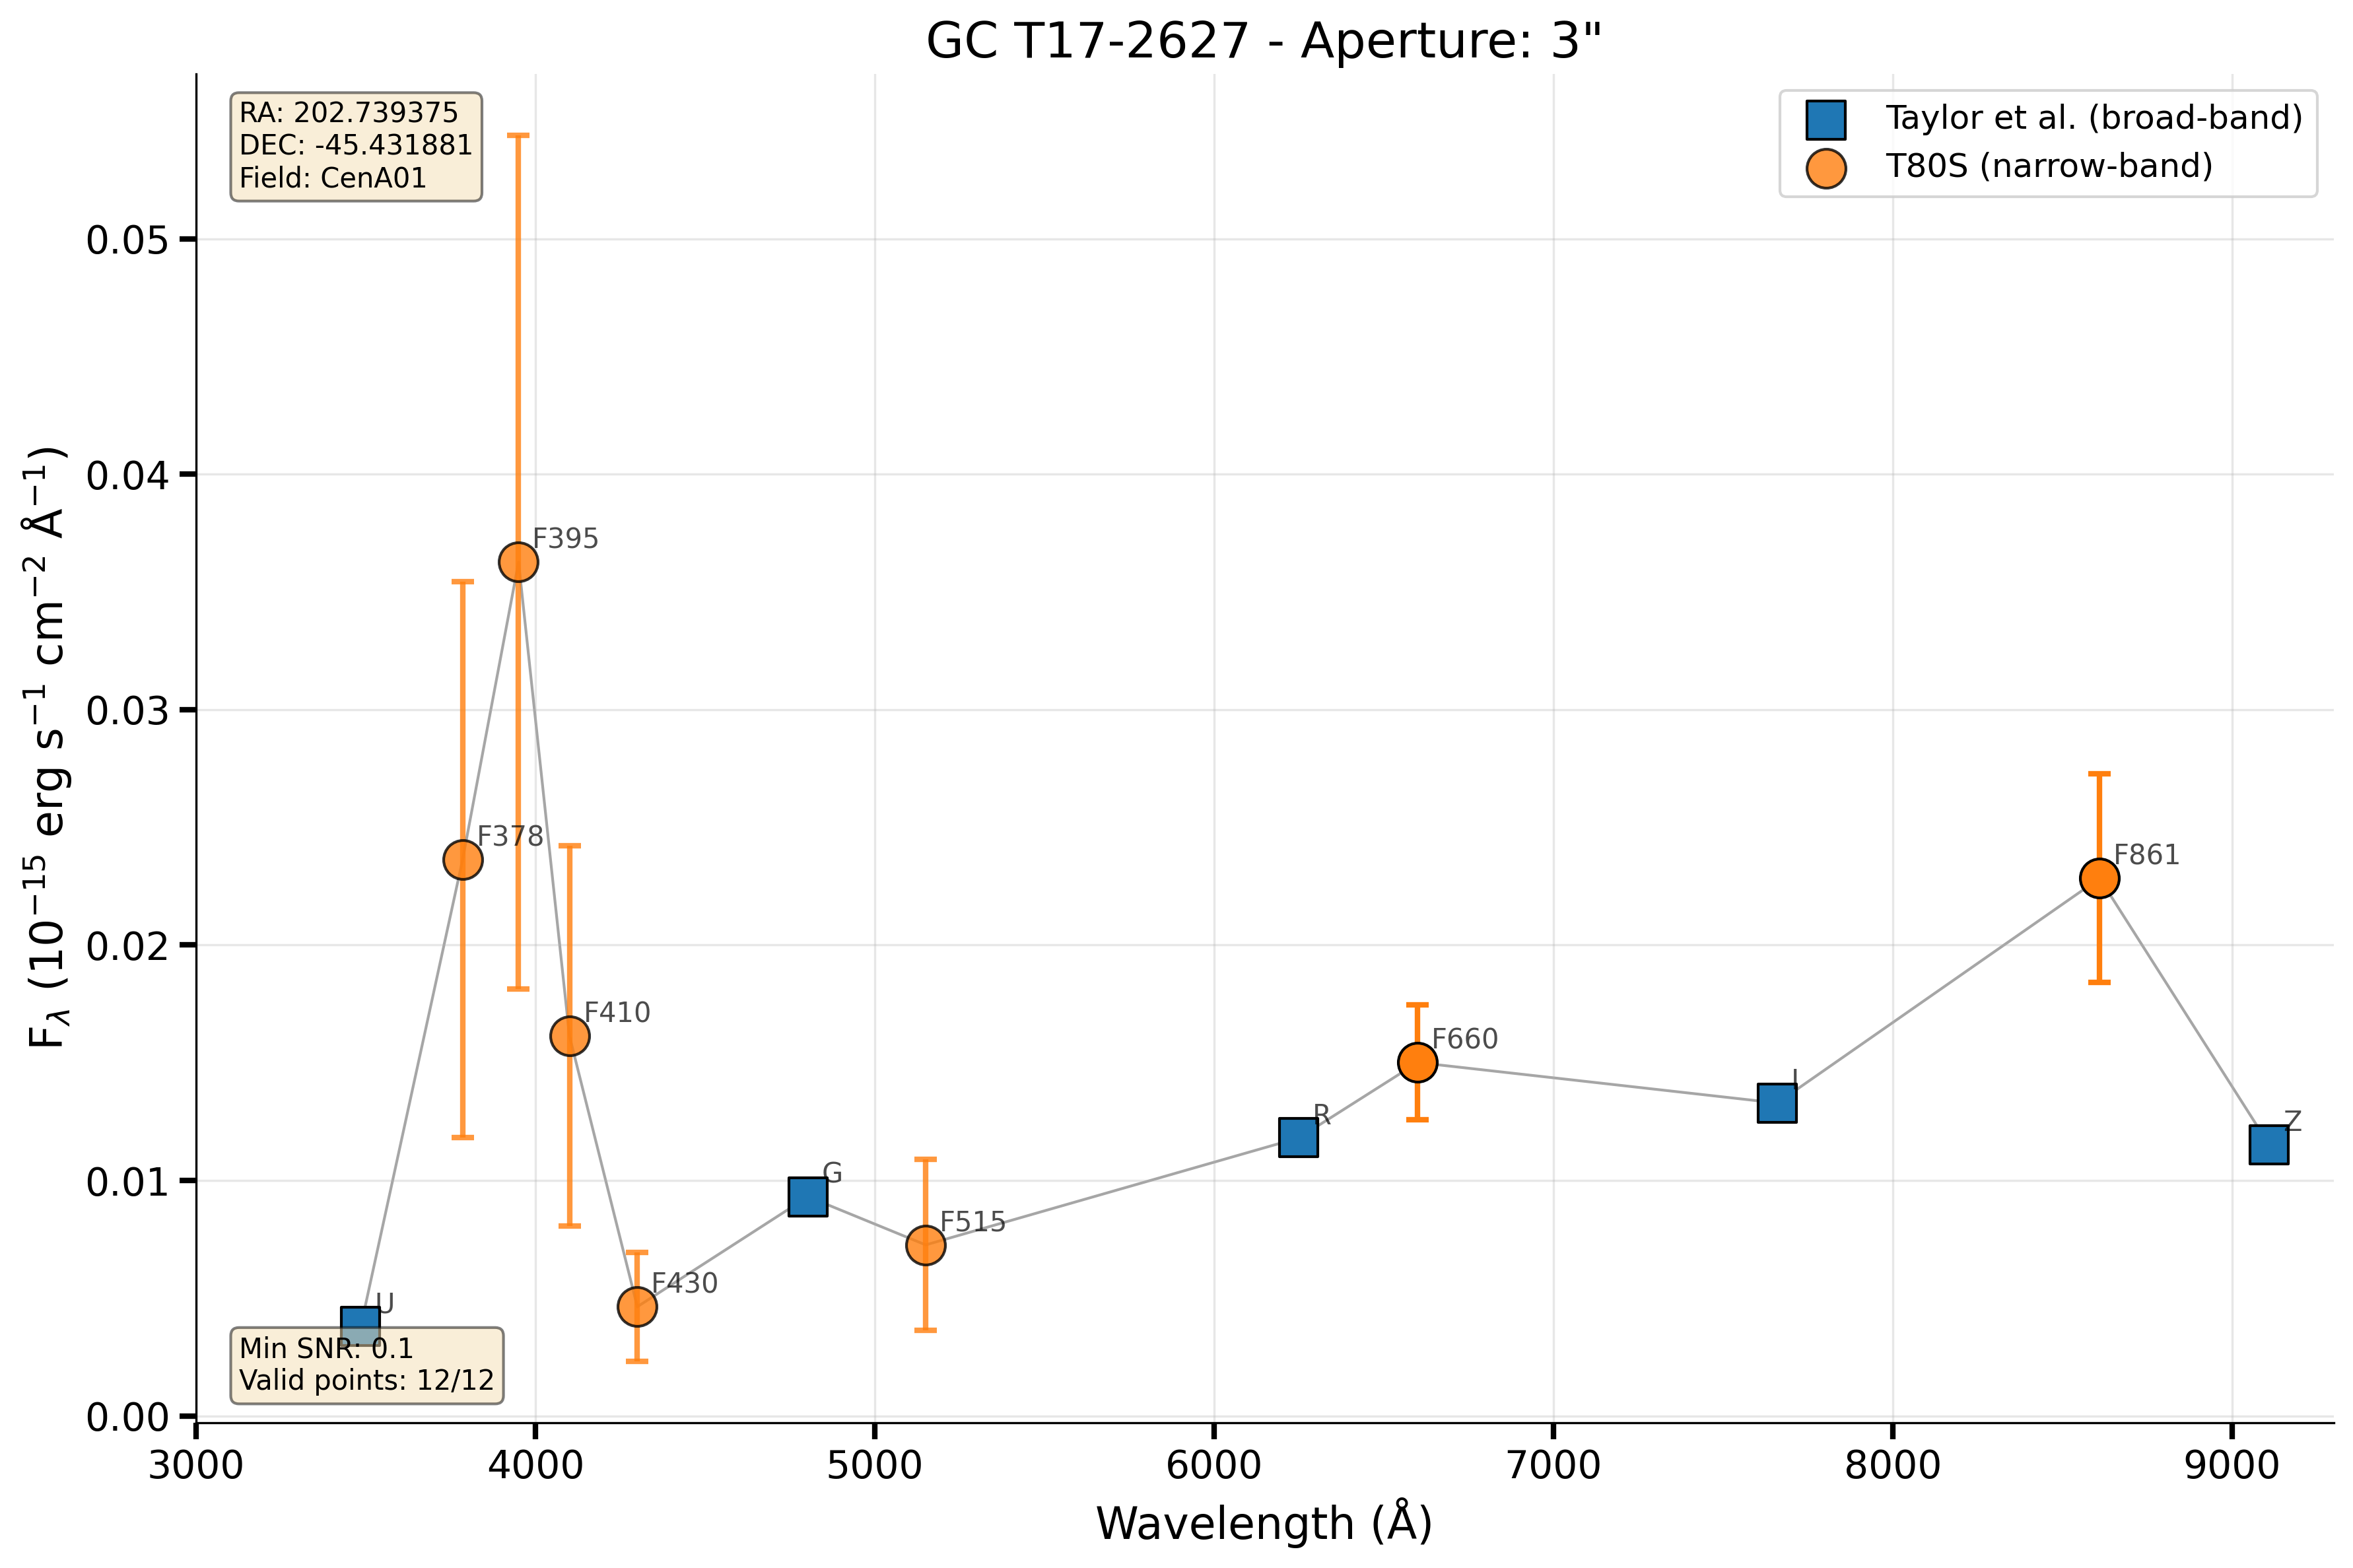 GC T17-2627 - Aperture: 3"
RA: 202.739375
DEC: -45.431881
Field: CenA01
Taylor et al. (broad-band)
T80S (narrow-band)
F_λ (10⁻¹⁵ erg s⁻¹ cm⁻² Å⁻¹)
0.05
0.04
0.03
0.02
0.01
0.00
F395
F378
F410
F430
F515
F660
F861
U
G
R
I
Z
Min SNR: 0.1
Valid points: 12/12
3000 4000 5000 6000 7000 8000 9000
Wavelength (Å)